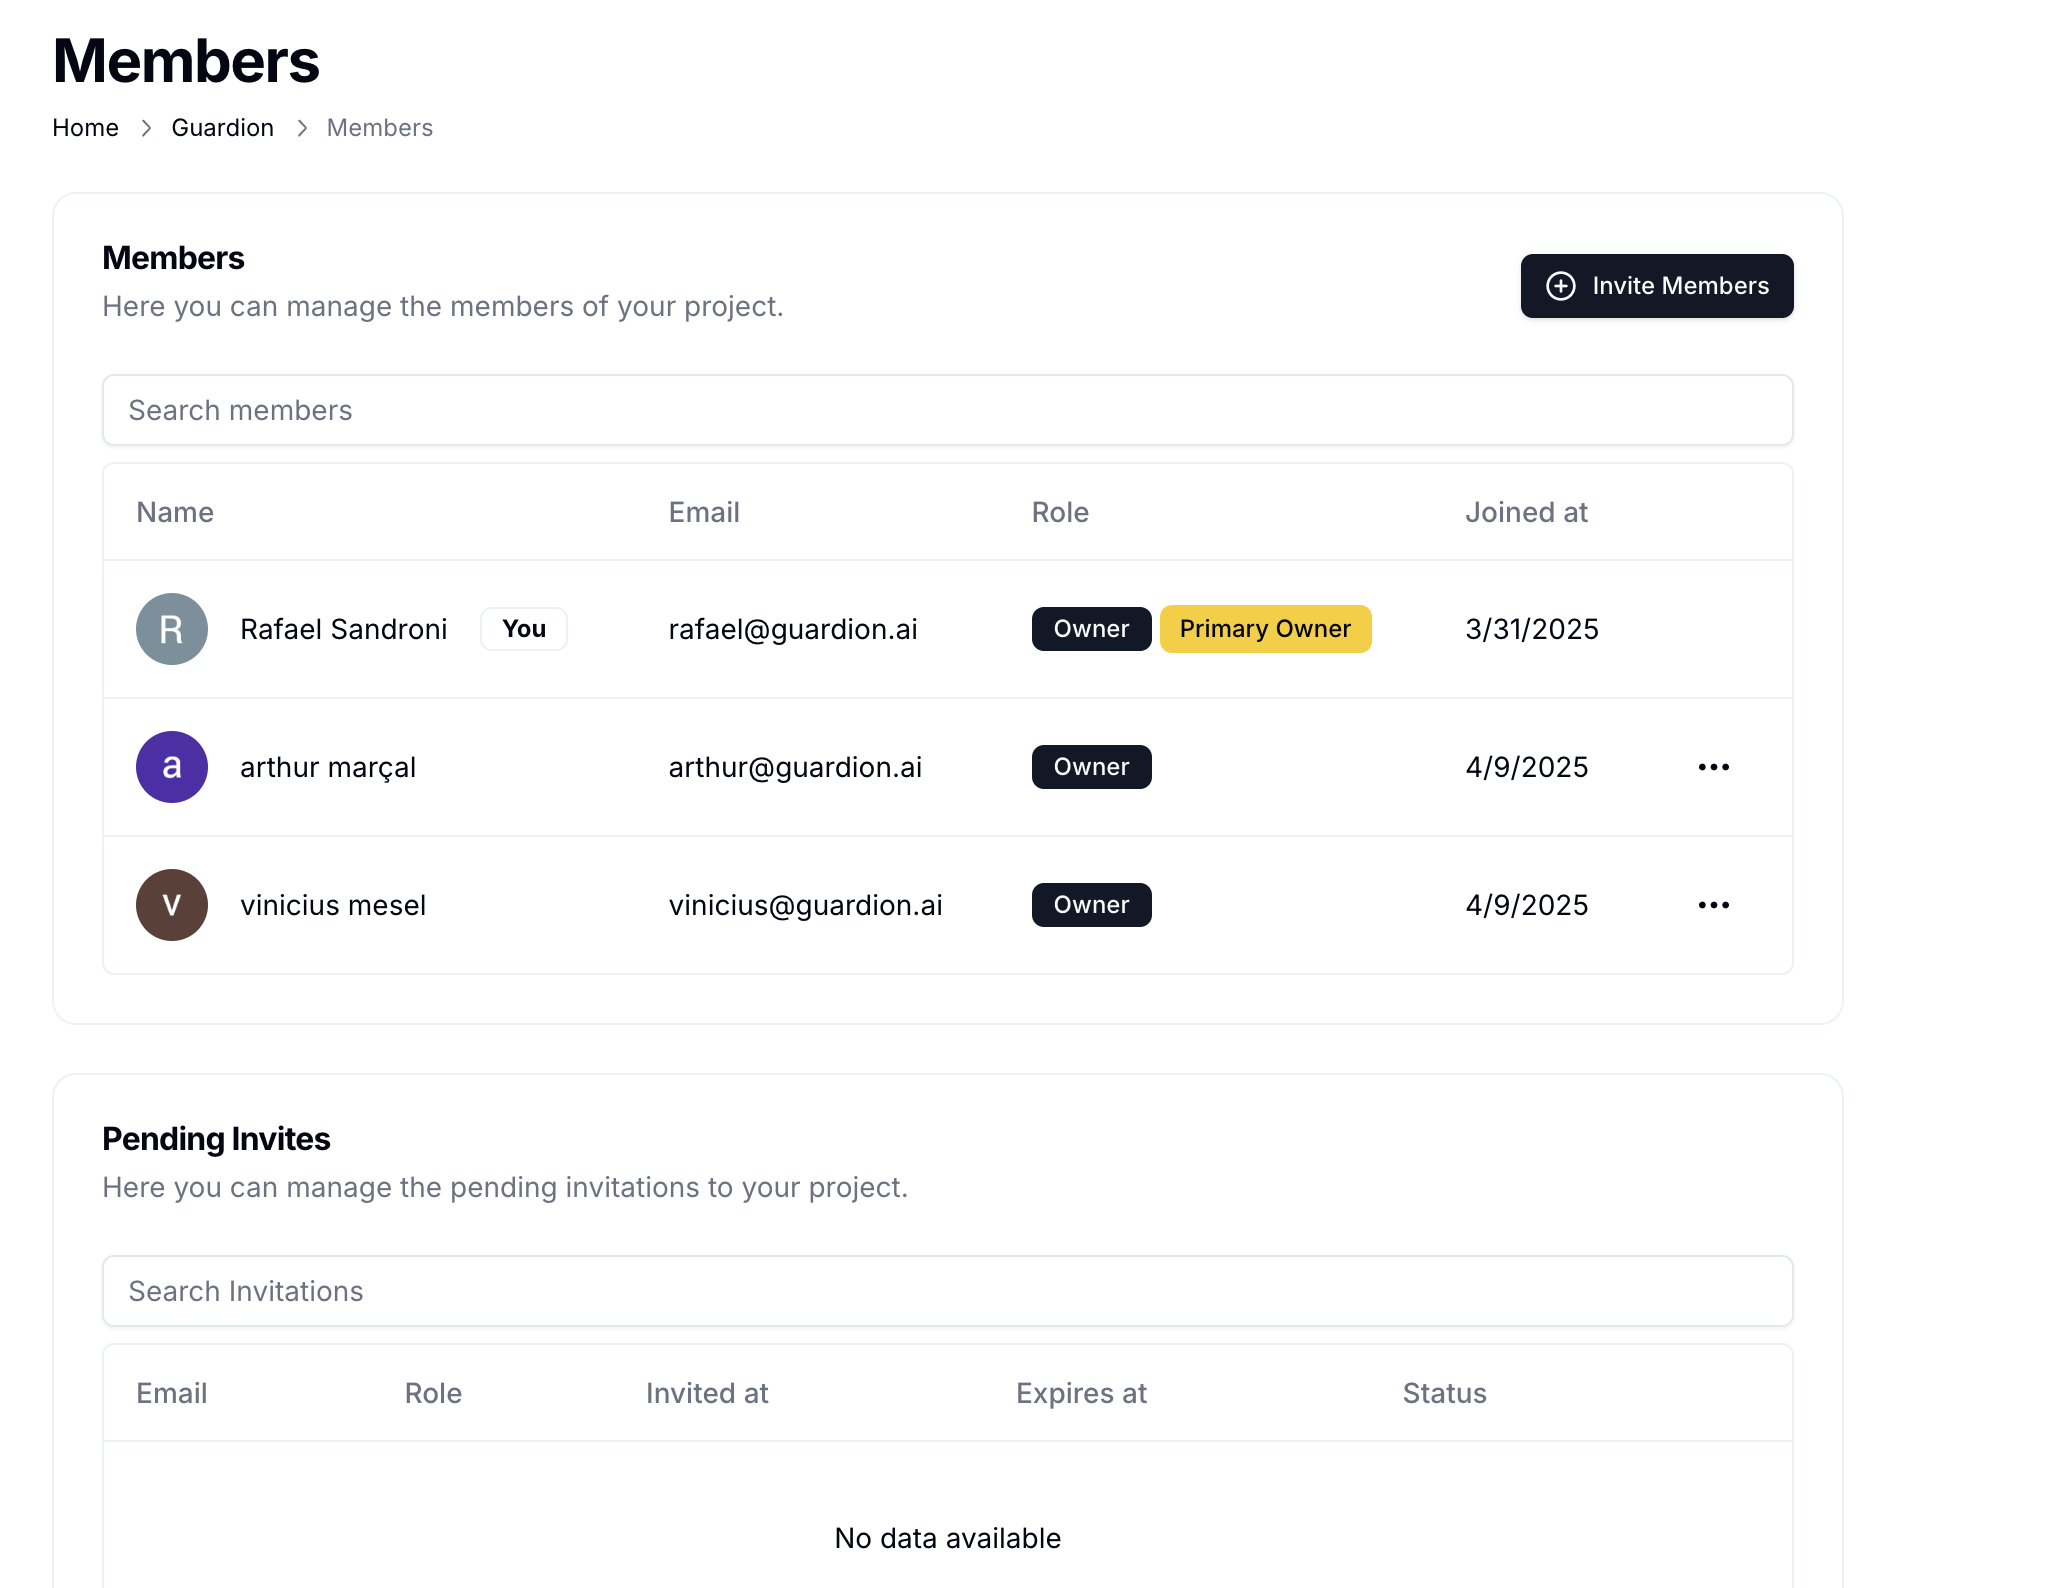 Members
Home > Guardion > Members
Members
Here you can manage the members of your project.
Invite Members
Search members
Name Email Role Joined at
R Rafael Sandroni You rafael@guardion.ai Owner Primary Owner 3/31/2025
a arthur marçal arthur@guardion.ai Owner 4/9/2025
v vinicius mesel vinicius@guardion.ai Owner 4/9/2025
Pending Invites
Here you can manage the pending invitations to your project.
Search Invitations
Email Role Invited at Expires at Status
No data available